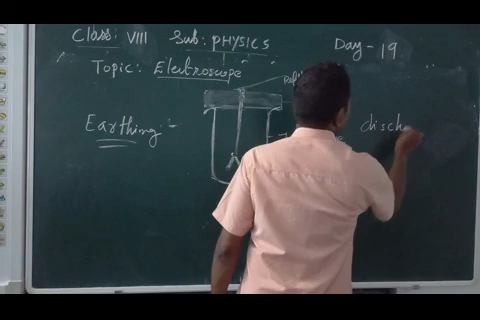 Class: VIII Sub: PHYSICS Day - 19
Topic: Electroscope
Earthing :- disch